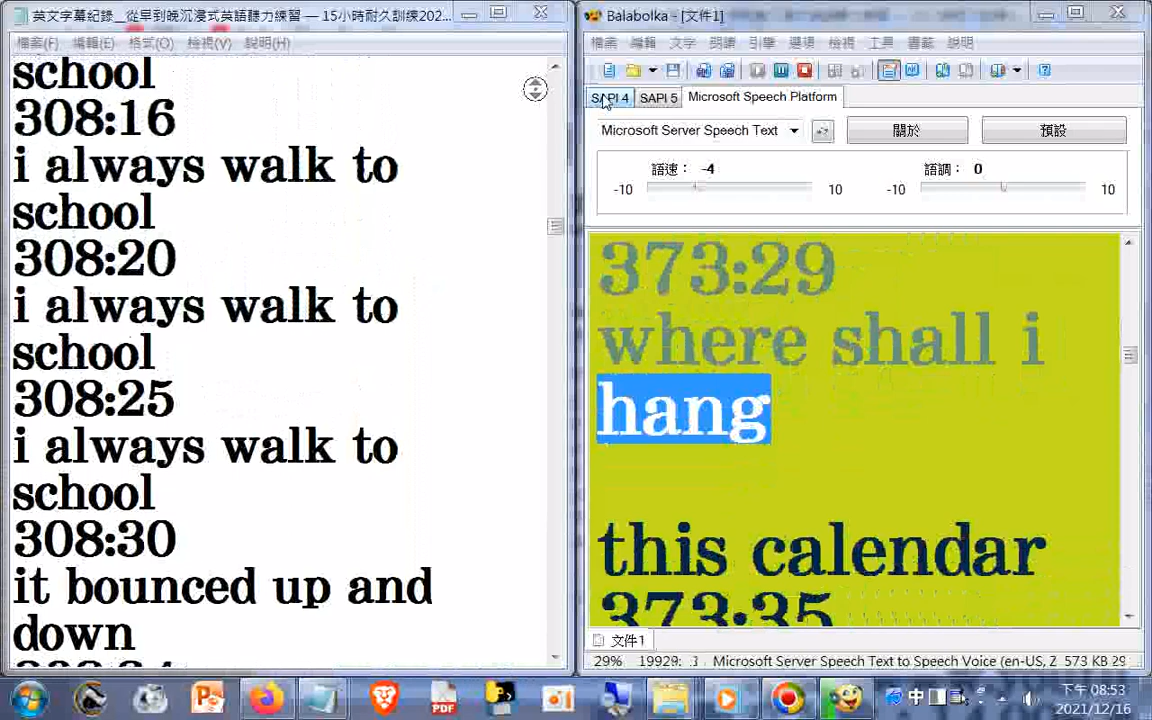 英文字幕紀錄__從早到晚沉浸式英語聽力練習 — 15小時耐久訓練202...
檔案(F) 編輯(E) 格式(O) 檢視(V) 說明(H)
school
308:16
i always walk to
school
308:20
i always walk to
school
308:25
i always walk to
school
308:30
it bounced up and
down
Balabolka - [文件1]
檔案 編輯 文字 閱讀 引擎 選項 檢視 工具 書籤 說明
SAPI 4 SAPI 5 Microsoft Speech Platform
Microsoft Server Speech Text 關於 預設
語速： -4 語調： 0
-10 10 -10 10
373:29
where shall i
hang
this calendar
373:35
文件1
29% 19929: 3 Microsoft Server Speech Text to Speech Voice (en-US, Z 573 KB 29
PDF
中
下午 08:53
2021/12/16